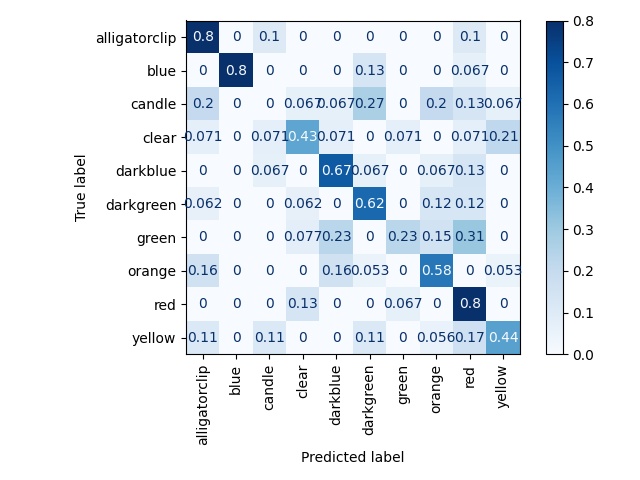 alligatorclip 0.8 0 0.1 0 0 0 0 0 0.1 0
blue 0 0.8 0 0 0 0.13 0 0 0.067 0
candle 0.2 0 0 0.067 0.067 0.27 0 0.2 0.13 0.067
clear 0.071 0 0.071 0.43 0.071 0 0.071 0 0.071 0.21
darkblue 0 0 0.067 0 0.67 0.067 0 0.067 0.13 0
darkgreen 0.062 0 0 0.062 0 0.62 0 0.12 0.12 0
green 0 0 0 0.077 0.23 0 0.23 0.15 0.31 0
orange 0.16 0 0 0 0.16 0.053 0 0.58 0 0.053
red 0 0 0 0.13 0 0 0.067 0 0.8 0
yellow 0.11 0 0.11 0 0 0.11 0 0.056 0.17 0.44
alligatorclip blue candle clear darkblue darkgreen green orange red yellow
Predicted label
True label
0.8
0.7
0.6
0.5
0.4
0.3
0.2
0.1
0.0